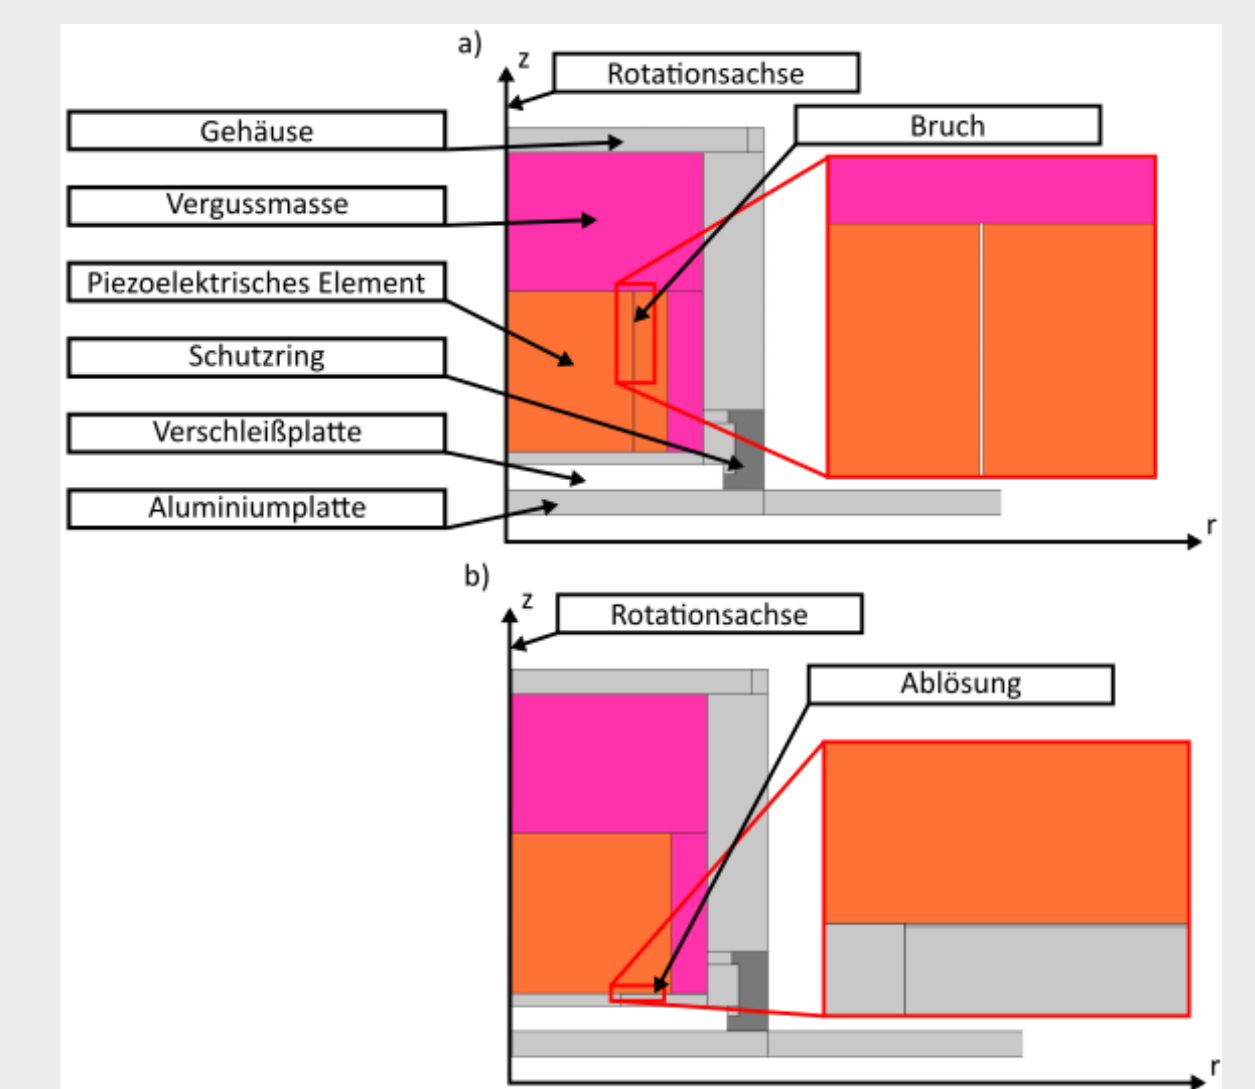 a)
z
Rotationsachse
Gehäuse
Bruch
Vergussmasse
Piezoelektrisches Element
Schutzring
Verschleißplatte
Aluminiumplatte
r
b)
z
Rotationsachse
Ablösung
r